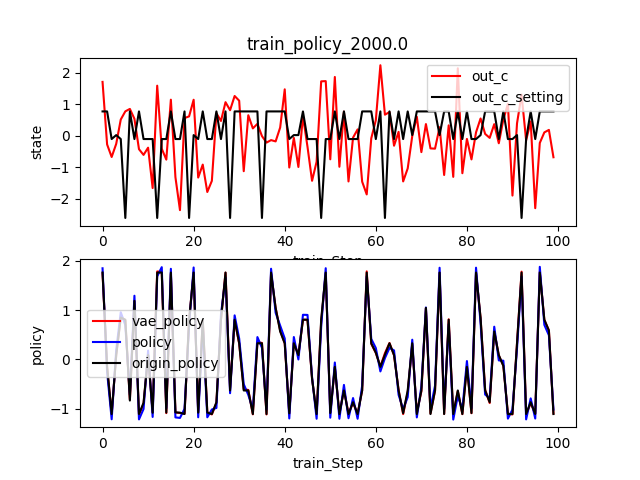 train_policy_2000.0
state
2
1
0
−1
−2
out_c
out_c_setting
0 20 40 60 80 100
train_Step
policy
2
1
0
−1
vae_policy
policy
origin_policy
0 20 40 60 80 100
train_Step